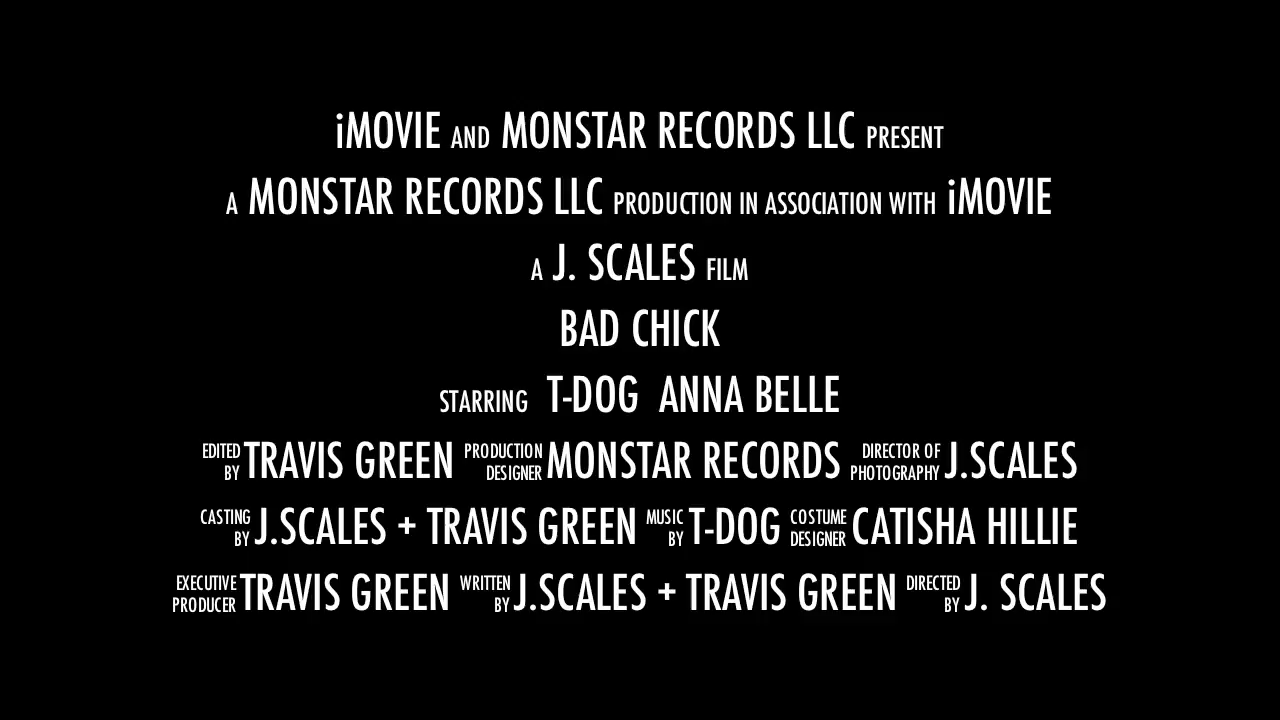 iMOVIE AND MONSTAR RECORDS LLC PRESENT
A MONSTAR RECORDS LLC PRODUCTION IN ASSOCIATION WITH iMOVIE
A J. SCALES FILM
BAD CHICK
STARRING T-DOG ANNA BELLE
EDITED BY TRAVIS GREEN PRODUCTION DESIGNER MONSTAR RECORDS DIRECTOR OF PHOTOGRAPHY J.SCALES
CASTING BY J.SCALES + TRAVIS GREEN MUSIC BY T-DOG COSTUME DESIGNER CATISHA HILLIE
EXECUTIVE PRODUCER TRAVIS GREEN WRITTEN BY J.SCALES + TRAVIS GREEN DIRECTED BY J. SCALES